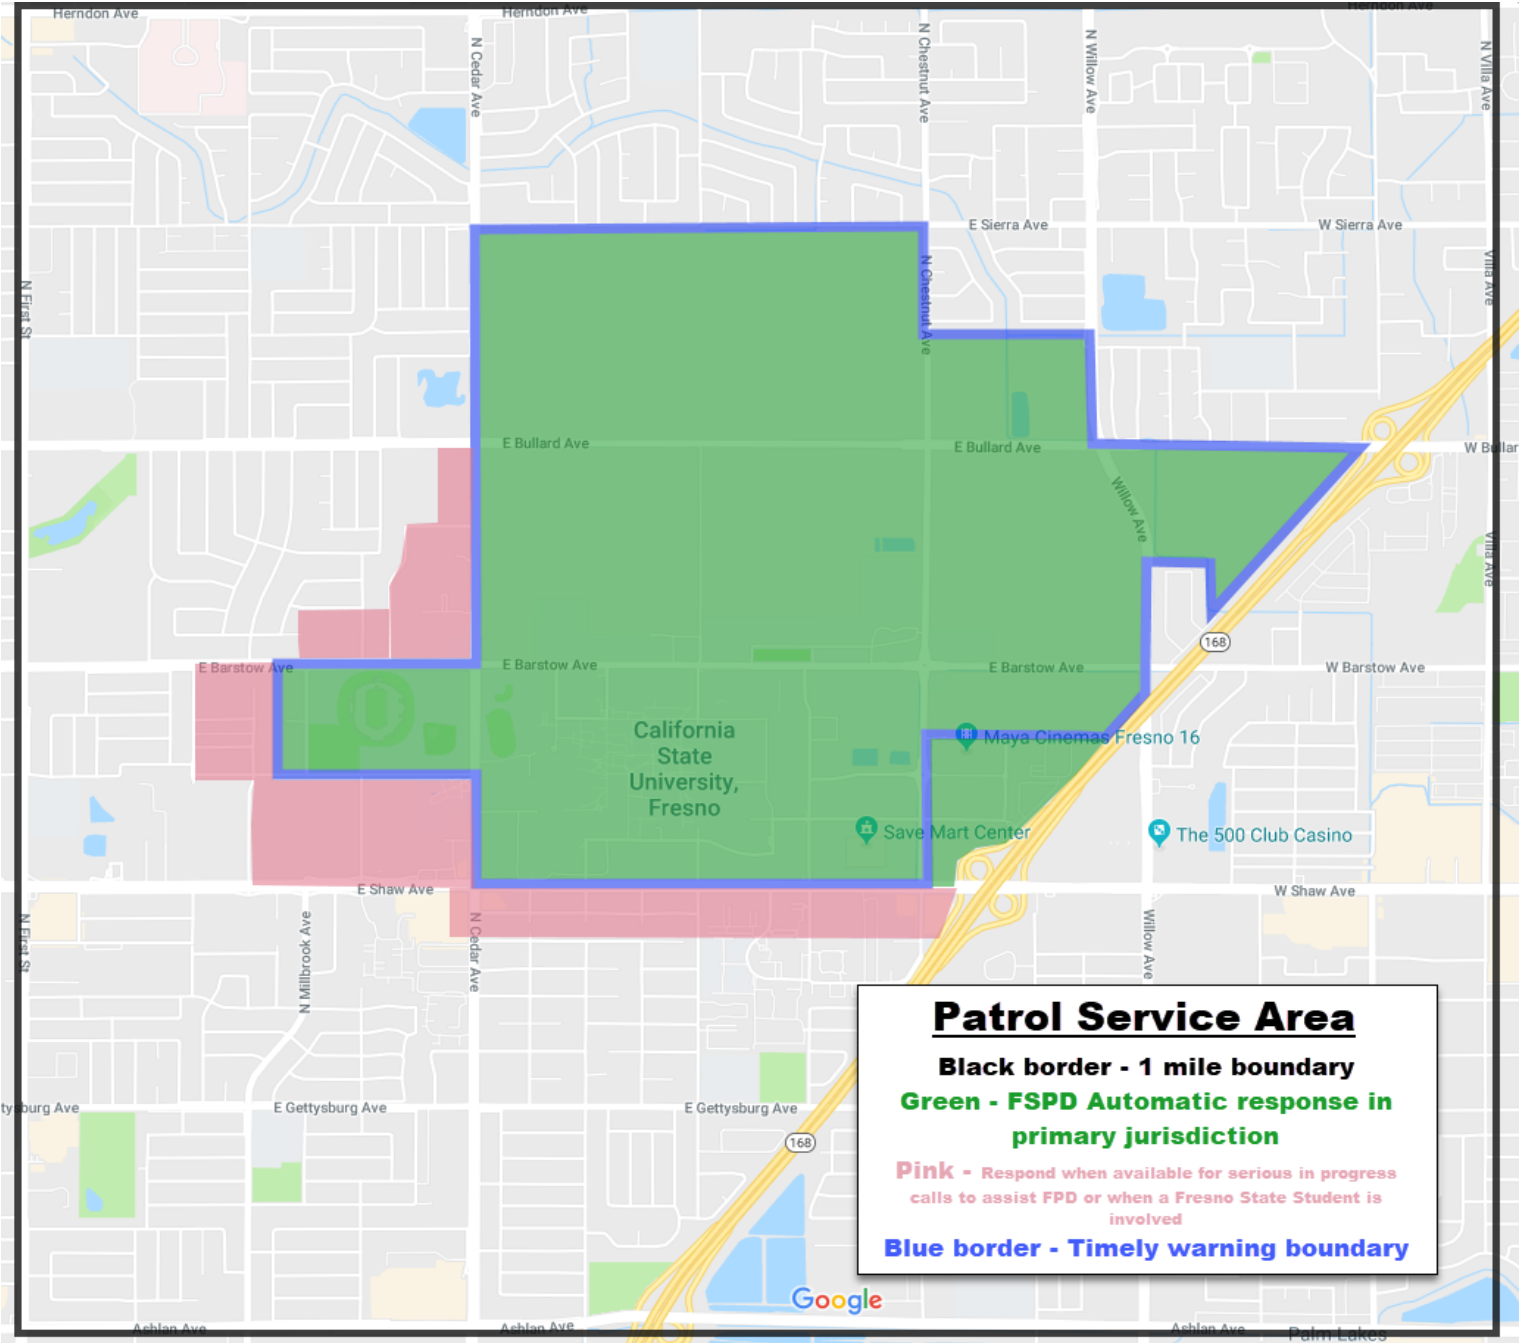 Herndon Ave
Herndon Ave
Herndon Ave
N Cedar Ave
N Chestnut Ave
N Willow Ave
N Villa Ave
E Sierra Ave
W Sierra Ave
N First St
N Chestnut Ave
Villa Ave
E Bullard Ave
E Bullard Ave
W Bullar
Willow Ave
Villa Ave
168
E Barstow Ave
E Barstow Ave
E Barstow Ave
W Barstow Ave
California
State
University,
Fresno
Maya Cinemas Fresno 16
Save Mart Center
The 500 Club Casino
E Shaw Ave
W Shaw Ave
N First St
N Millbrook Ave
N Cedar Ave
Willow Ave
Patrol Service Area
Black border - 1 mile boundary
Green - FSPD Automatic response in
primary jurisdiction
Pink - Respond when available for serious in progress
calls to assist FPD or when a Fresno State Student is
involved
Blue border - Timely warning boundary
tysburg Ave
E Gettysburg Ave
E Gettysburg Ave
168
Google
Ashlan Ave
Ashlan Ave
Ashlan Ave
Palm Lakes